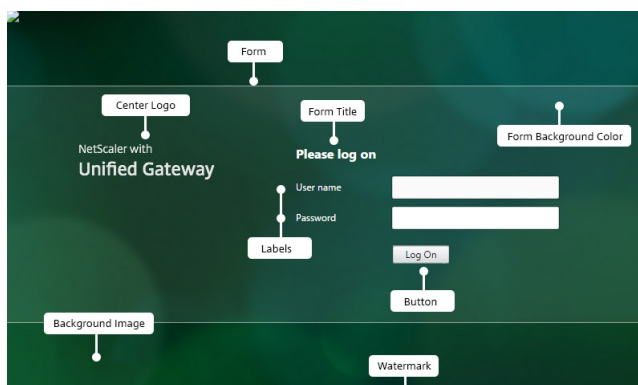 Form
Center Logo
Form Title
Form Background Color
NetScaler with
Unified Gateway
Please log on
User name
Password
Labels
Log On
Button
Background Image
Watermark